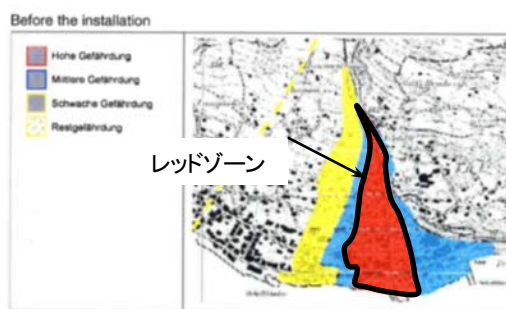 Before the installation
Hohe Gefährdung
Mittlere Gefährdung
Schwache Gefährdung
Restgefährdung
レッドゾーン